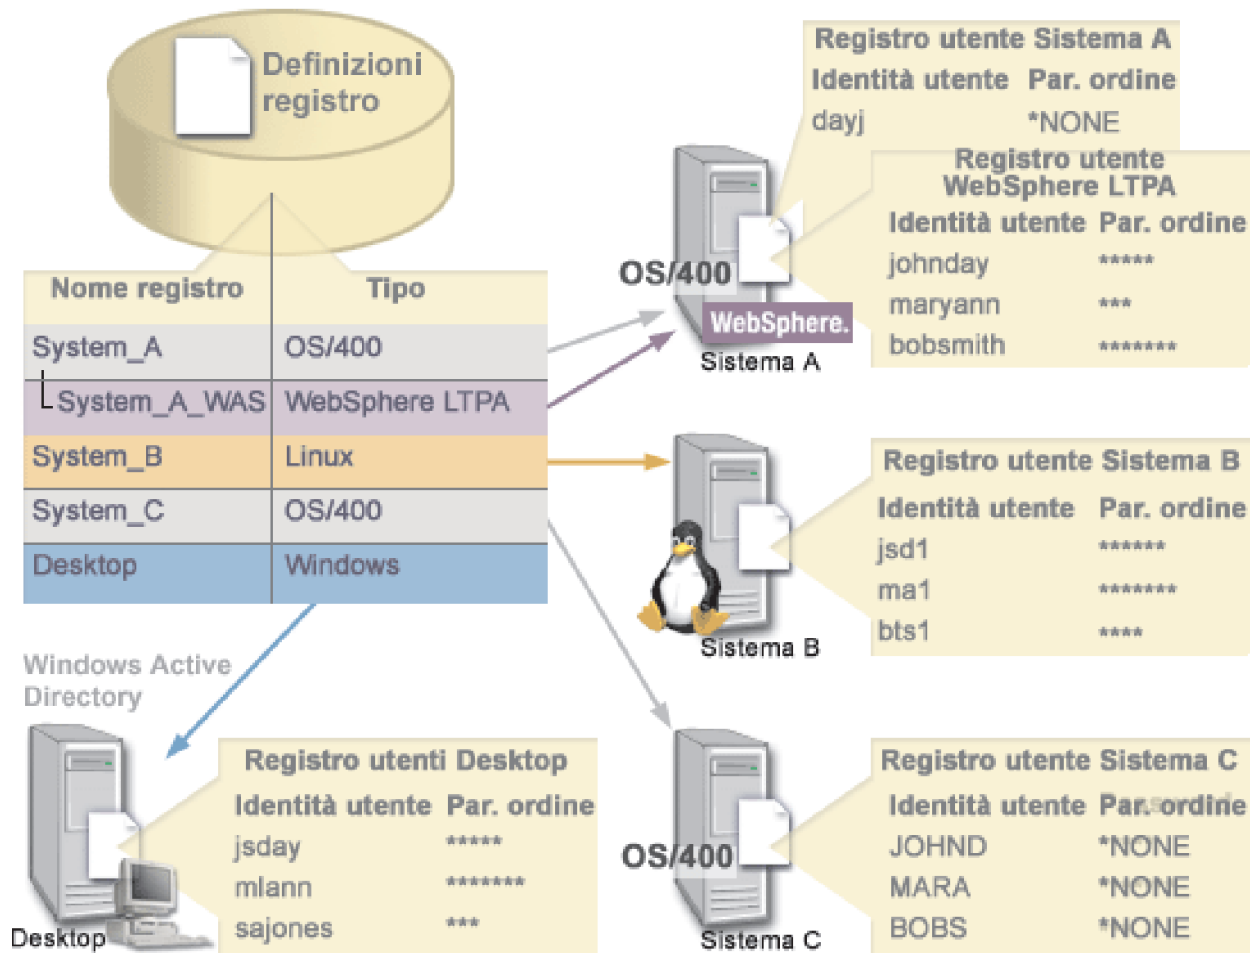 Definizioni
registro
Nome registro Tipo
System_A OS/400
System_A_WAS WebSphere LTPA
System_B Linux
System_C OS/400
Desktop Windows
Registro utente Sistema A
Identità utente Par. ordine
dayj *NONE
Registro utente
WebSphere LTPA
Identità utente Par. ordine
johnday *****
maryann ***
bobsmith *******
OS/400
WebSphere.
Sistema A
Registro utente Sistema B
Identità utente Par. ordine
jsd1 ******
ma1 *******
bts1 ****
Sistema B
Windows Active
Directory
Registro utenti Desktop
Identità utente Par. ordine
jsday *****
mlann *******
sajones ***
Desktop
Registro utente Sistema C
Identità utente Par. ordine
JOHND *NONE
MARA *NONE
BOBS *NONE
OS/400
Sistema C